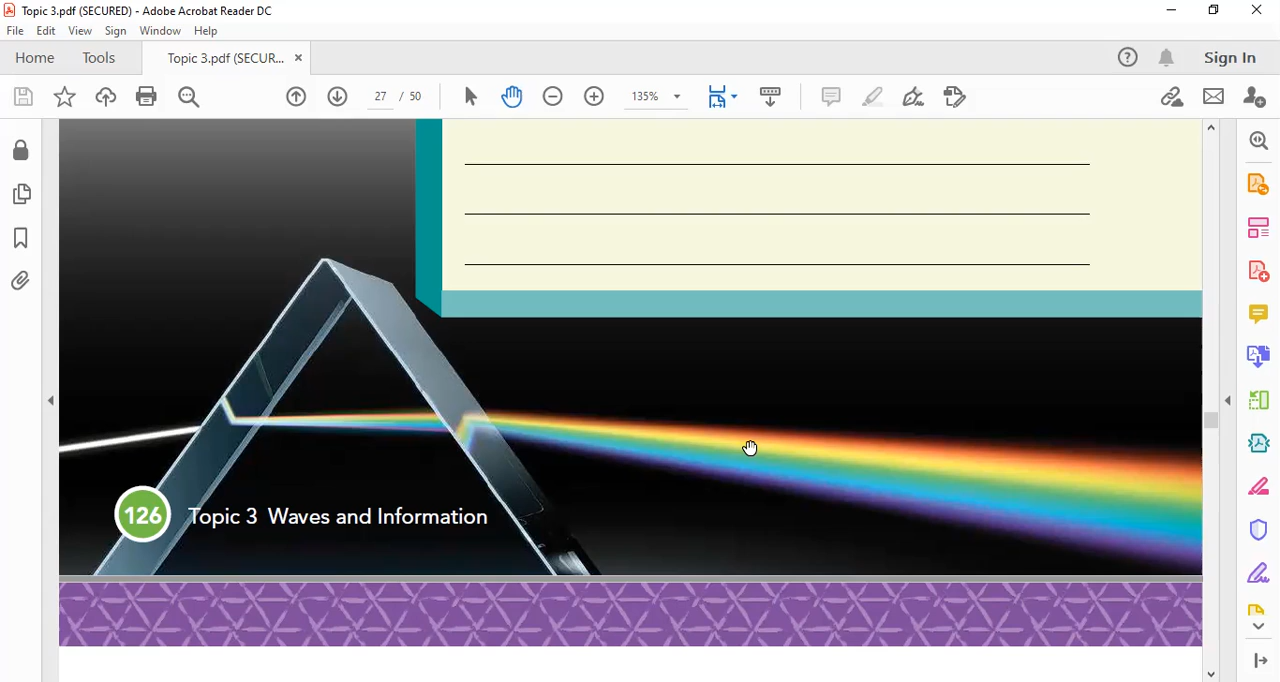 Topic 3.pdf (SECURED) - Adobe Acrobat Reader DC
File Edit View Sign Window Help
Home Tools Topic 3.pdf (SECUR... × Sign In
27 / 50 135%
126 Topic 3 Waves and Information